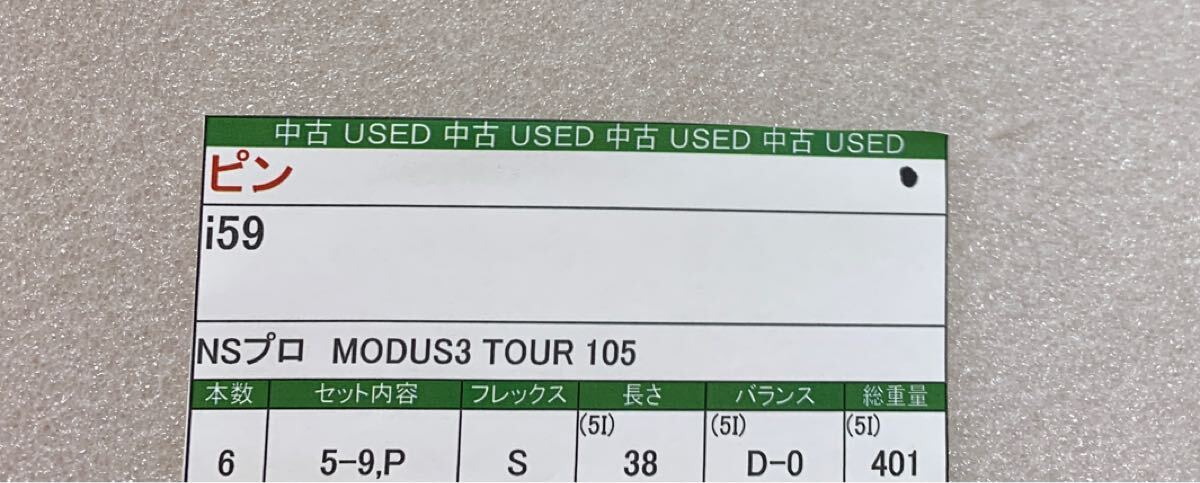 中古 USED 中古 USED 中古 USED 中古 USED
ピン
i59
NSプロ MODUS3 TOUR 105
本数 セット内容 フレックス 長さ バランス 総重量
(5I) (5I) (5I)
6 5-9,P S 38 D-0 401